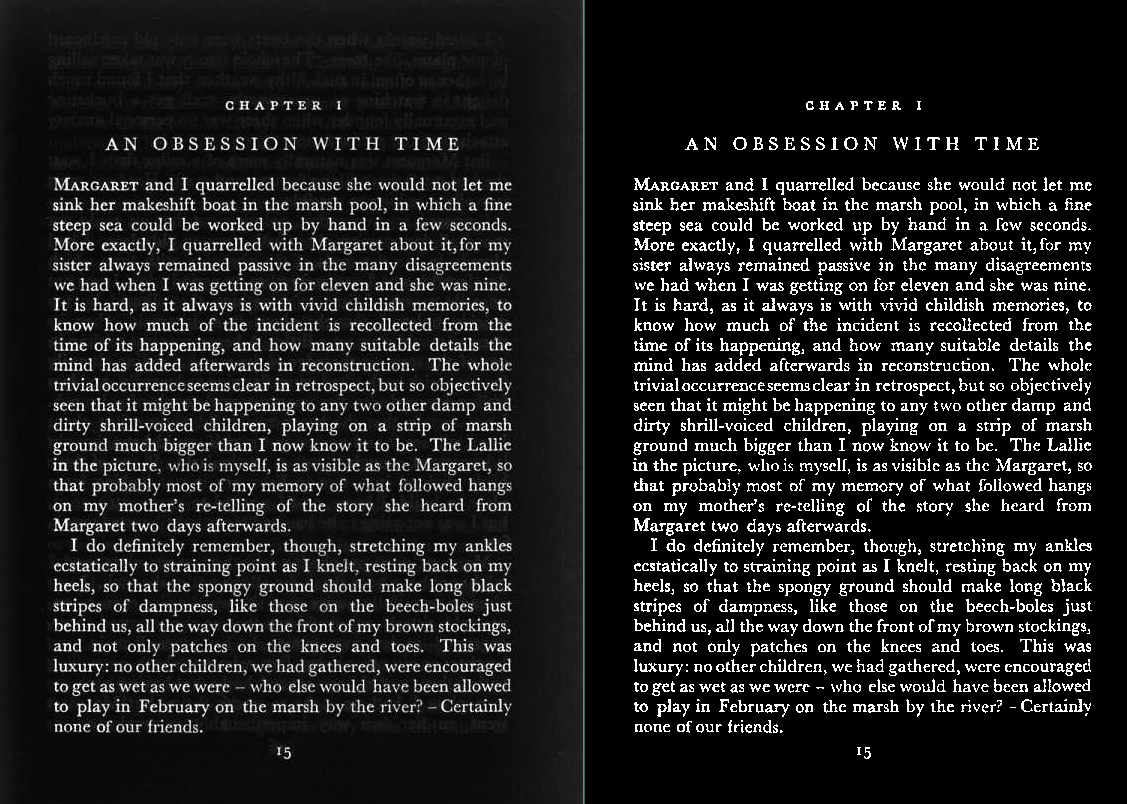 CHAPTER I
AN OBSESSION WITH TIME
MARGARET and I quarrelled because she would not let me
sink her makeshift boat in the marsh pool, in which a fine
steep sea could be worked up by hand in a few seconds.
More exactly, I quarrelled with Margaret about it, for my
sister always remained passive in the many disagreements
we had when I was getting on for eleven and she was nine.
It is hard, as it always is with vivid childish memories, to
know how much of the incident is recollected from the
time of its happening, and how many suitable details the
mind has added afterwards in reconstruction. The whole
trivial occurrence seems clear in retrospect, but so objectively
seen that it might be happening to any two other damp and
dirty shrill-voiced children, playing on a strip of marsh
ground much bigger than I now know it to be. The Lallie
in the picture, who is myself, is as visible as the Margaret, so
that probably most of my memory of what followed hangs
on my mother's re-telling of the story she heard from
Margaret two days afterwards.
I do definitely remember, though, stretching my ankles
ecstatically to straining point as I knelt, resting back on my
heels, so that the spongy ground should make long black
stripes of dampness, like those on the beech-boles just
behind us, all the way down the front of my brown stockings,
and not only patches on the knees and toes. This was
luxury: no other children, we had gathered, were encouraged
to get as wet as we were – who else would have been allowed
to play in February on the marsh by the river? – Certainly
none of our friends.
15
CHAPTER I
AN OBSESSION WITH TIME
MARGARET and I quarrelled because she would not let me
sink her makeshift boat in the marsh pool, in which a fine
steep sea could be worked up by hand in a few seconds.
More exactly, I quarrelled with Margaret about it, for my
sister always remained passive in the many disagreements
we had when I was getting on for eleven and she was nine.
It is hard, as it always is with vivid childish memories, to
know how much of the incident is recollected from the
time of its happening, and how many suitable details the
mind has added afterwards in reconstruction. The whole
trivial occurrence seems clear in retrospect, but so objectively
seen that it might be happening to any two other damp and
dirty shrill-voiced children, playing on a strip of marsh
ground much bigger than I now know it to be. The Lallie
in the picture, who is myself, is as visible as the Margaret, so
that probably most of my memory of what followed hangs
on my mother's re-telling of the story she heard from
Margaret two days afterwards.
I do definitely remember, though, stretching my ankles
ecstatically to straining point as I knelt, resting back on my
heels, so that the spongy ground should make long black
stripes of dampness, like those on the beech-boles just
behind us, all the way down the front of my brown stockings,
and not only patches on the knees and toes. This was
luxury: no other children, we had gathered, were encouraged
to get as wet as we were – who else would have been allowed
to play in February on the marsh by the river? – Certainly
none of our friends.
15